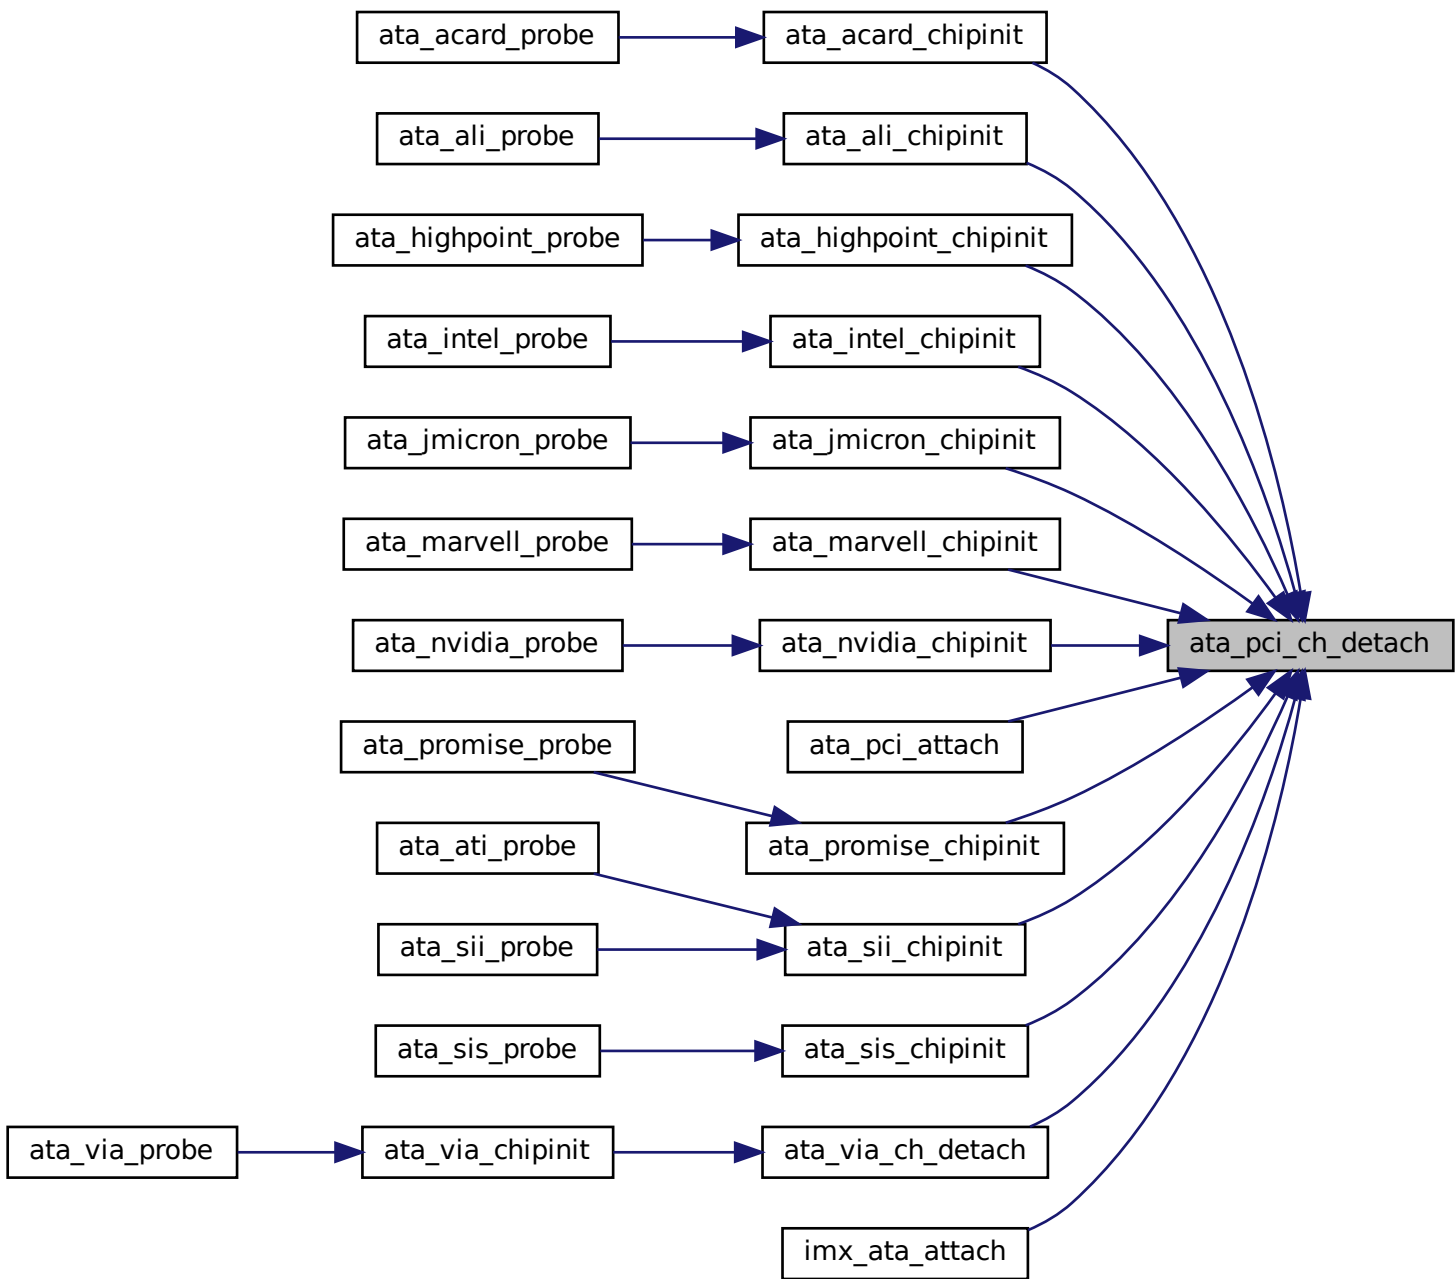 ata_acard_probe
ata_acard_chipinit
ata_ali_probe
ata_ali_chipinit
ata_highpoint_probe
ata_highpoint_chipinit
ata_intel_probe
ata_intel_chipinit
ata_jmicron_probe
ata_jmicron_chipinit
ata_marvell_probe
ata_marvell_chipinit
ata_nvidia_probe
ata_nvidia_chipinit
ata_pci_ch_detach
ata_promise_probe
ata_pci_attach
ata_ati_probe
ata_promise_chipinit
ata_sii_probe
ata_sii_chipinit
ata_sis_probe
ata_sis_chipinit
ata_via_probe
ata_via_chipinit
ata_via_ch_detach
imx_ata_attach